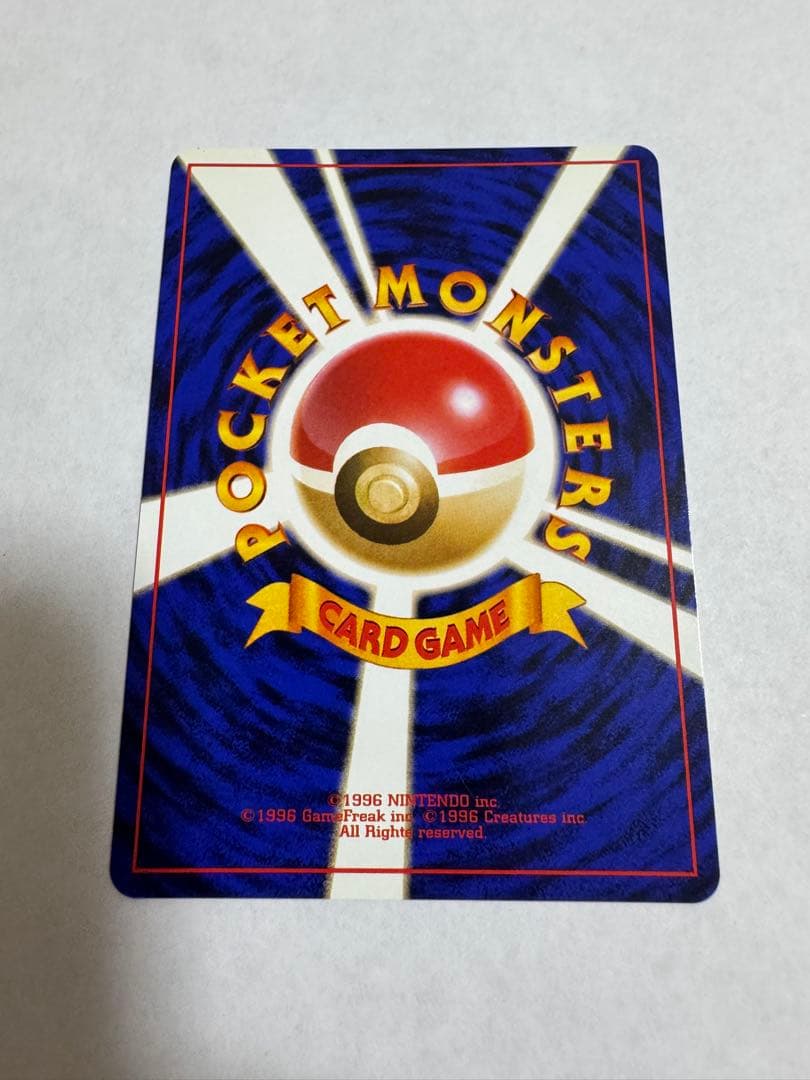 POCKET MONSTERS
CARD GAME
©1996 NINTENDO inc.
©1996 GameFreak inc. ©1996 Creatures inc.
All Rights reserved.